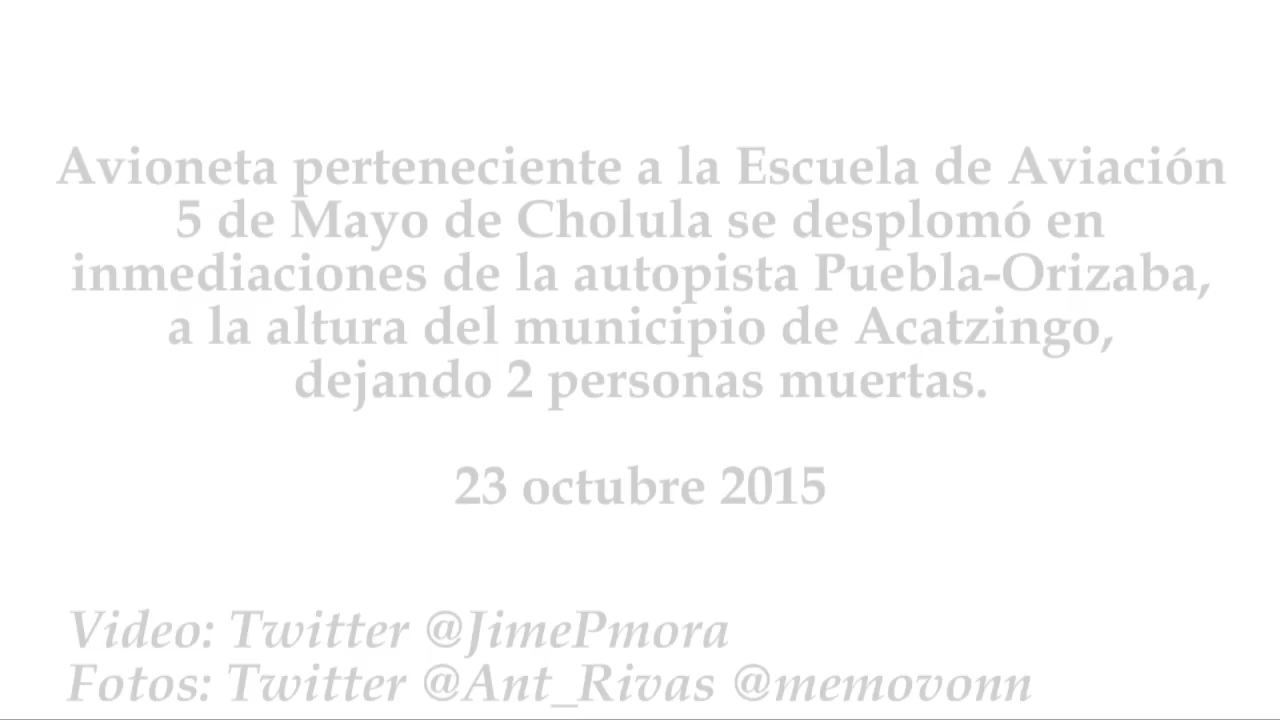 Avioneta perteneciente a la Escuela de Aviación
5 de Mayo de Cholula se desplomó en
inmediaciones de la autopista Puebla-Orizaba,
a la altura del municipio de Acatzingo,
dejando 2 personas muertas.
23 octubre 2015
Video: Twitter @JimePmora
Fotos: Twitter @Ant_Rivas @memovonn